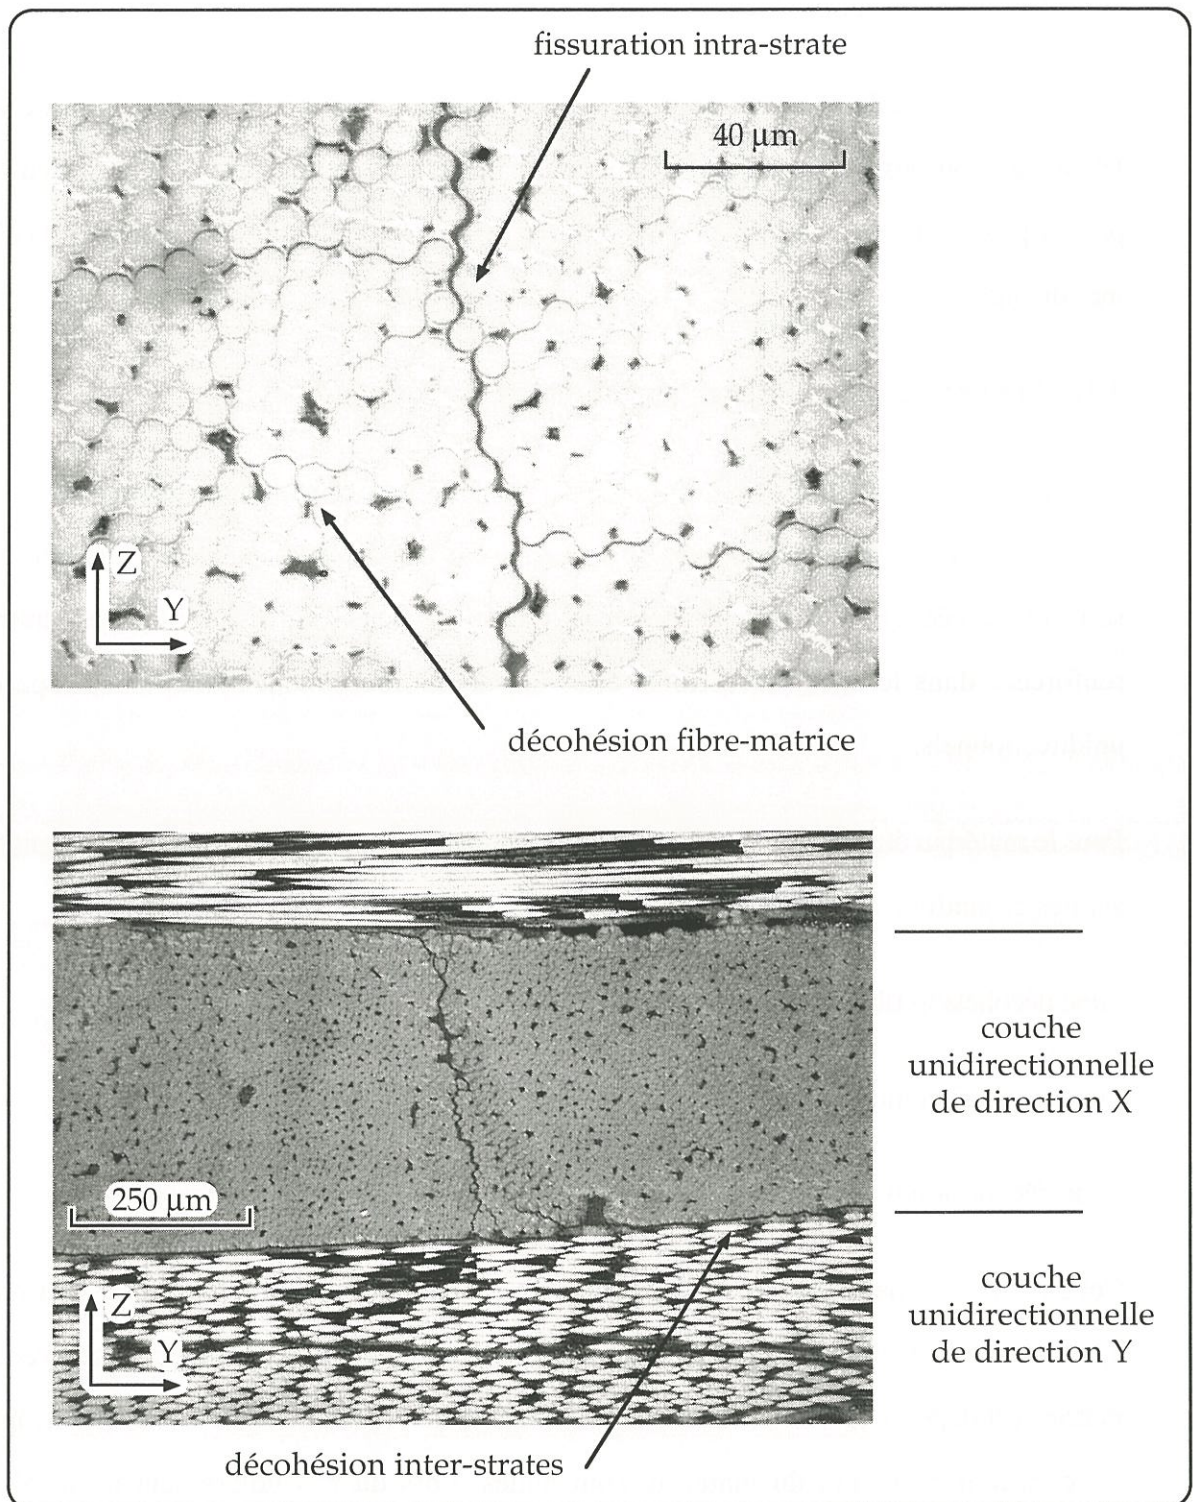 fissuration intra-strate
40 µm
Z
Y
décohésion fibre-matrice
couche
unidirectionnelle
de direction X
250 µm
couche
unidirectionnelle
de direction Y
Z
Y
décohésion inter-strates